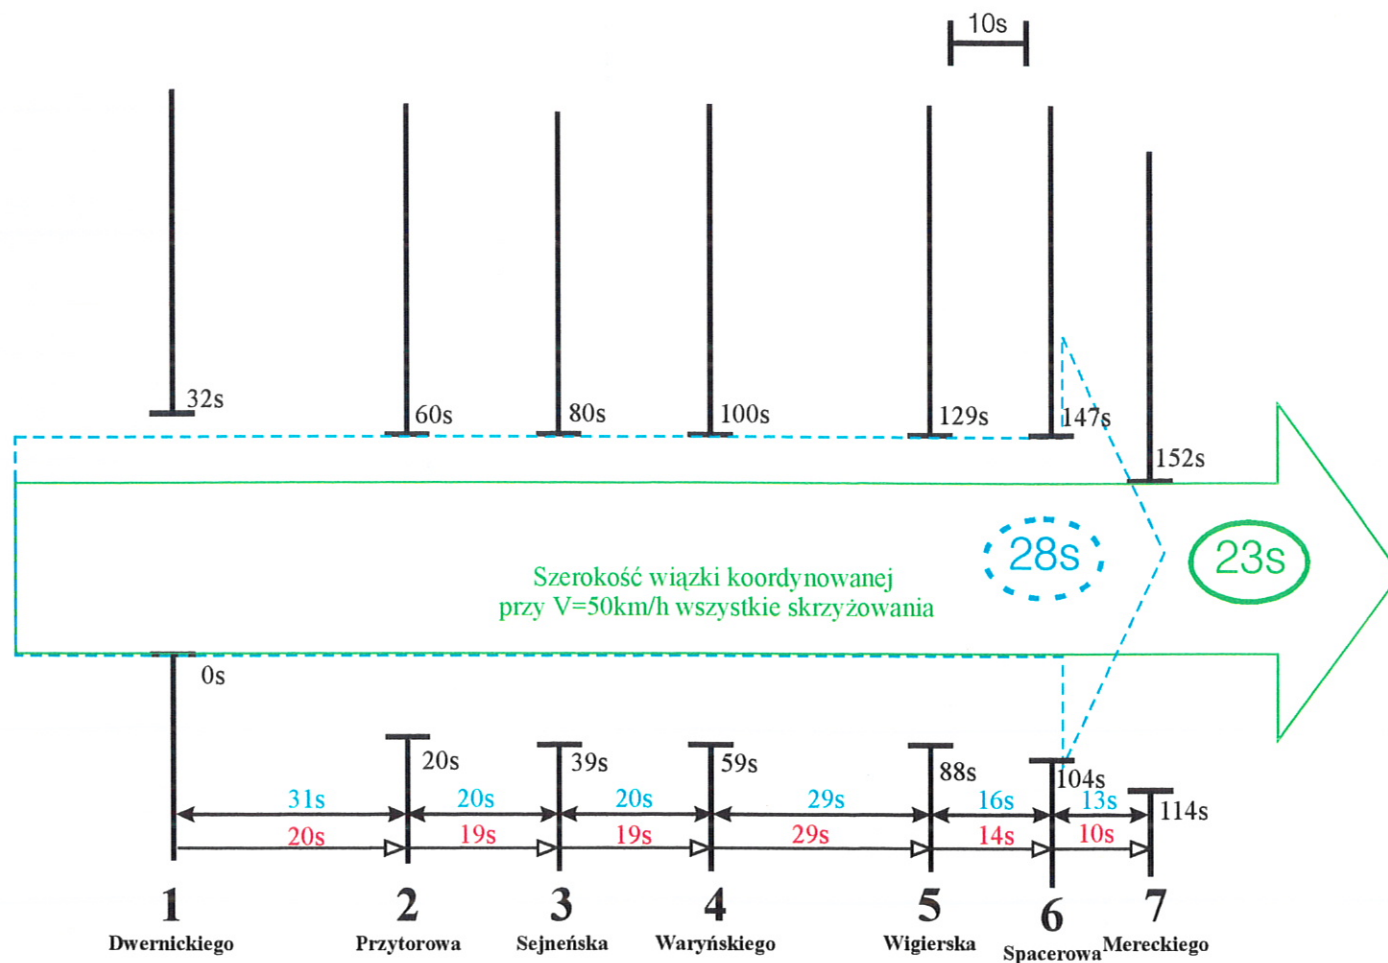 10s
32s
60s
80s
100s
129s
147s
152s
28s
23s
Szerokość wiązki koordynowanej
przy V=50km/h wszystkie skrzyżowania
0s
20s
39s
59s
88s
104s
114s
31s
20s
20s
29s
16s
13s
20s
19s
19s
29s
14s
10s
1
2
3
4
5
6
7
Dwernickiego
Przytorowa
Sejneńska
Waryńskiego
Wigierska
Spacerowa
Mereckiego